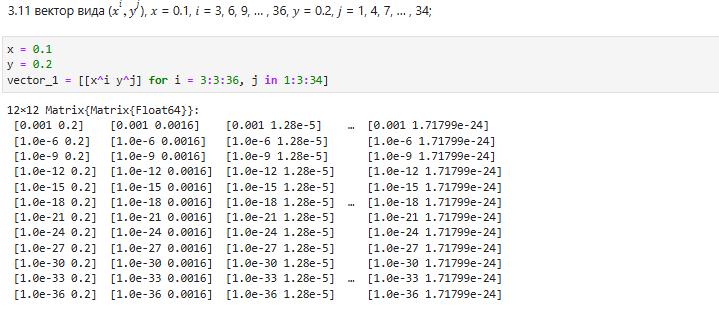 3.11 вектор вида (xⁱ, yʲ), x = 0.1, i = 3, 6, 9, … , 36, y = 0.2, j = 1, 4, 7, … , 34;
x = 0.1
y = 0.2
vector_1 = [[x^i y^j] for i = 3:3:36, j in 1:3:34]
12×12 Matrix{Matrix{Float64}}:
[0.001 0.2] [0.001 0.0016] [0.001 1.28e-5] … [0.001 1.71799e-24]
[1.0e-6 0.2] [1.0e-6 0.0016] [1.0e-6 1.28e-5] [1.0e-6 1.71799e-24]
[1.0e-9 0.2] [1.0e-9 0.0016] [1.0e-9 1.28e-5] [1.0e-9 1.71799e-24]
[1.0e-12 0.2] [1.0e-12 0.0016] [1.0e-12 1.28e-5] [1.0e-12 1.71799e-24]
[1.0e-15 0.2] [1.0e-15 0.0016] [1.0e-15 1.28e-5] [1.0e-15 1.71799e-24]
[1.0e-18 0.2] [1.0e-18 0.0016] [1.0e-18 1.28e-5] … [1.0e-18 1.71799e-24]
[1.0e-21 0.2] [1.0e-21 0.0016] [1.0e-21 1.28e-5] [1.0e-21 1.71799e-24]
[1.0e-24 0.2] [1.0e-24 0.0016] [1.0e-24 1.28e-5] [1.0e-24 1.71799e-24]
[1.0e-27 0.2] [1.0e-27 0.0016] [1.0e-27 1.28e-5] [1.0e-27 1.71799e-24]
[1.0e-30 0.2] [1.0e-30 0.0016] [1.0e-30 1.28e-5] [1.0e-30 1.71799e-24]
[1.0e-33 0.2] [1.0e-33 0.0016] [1.0e-33 1.28e-5] … [1.0e-33 1.71799e-24]
[1.0e-36 0.2] [1.0e-36 0.0016] [1.0e-36 1.28e-5] [1.0e-36 1.71799e-24]